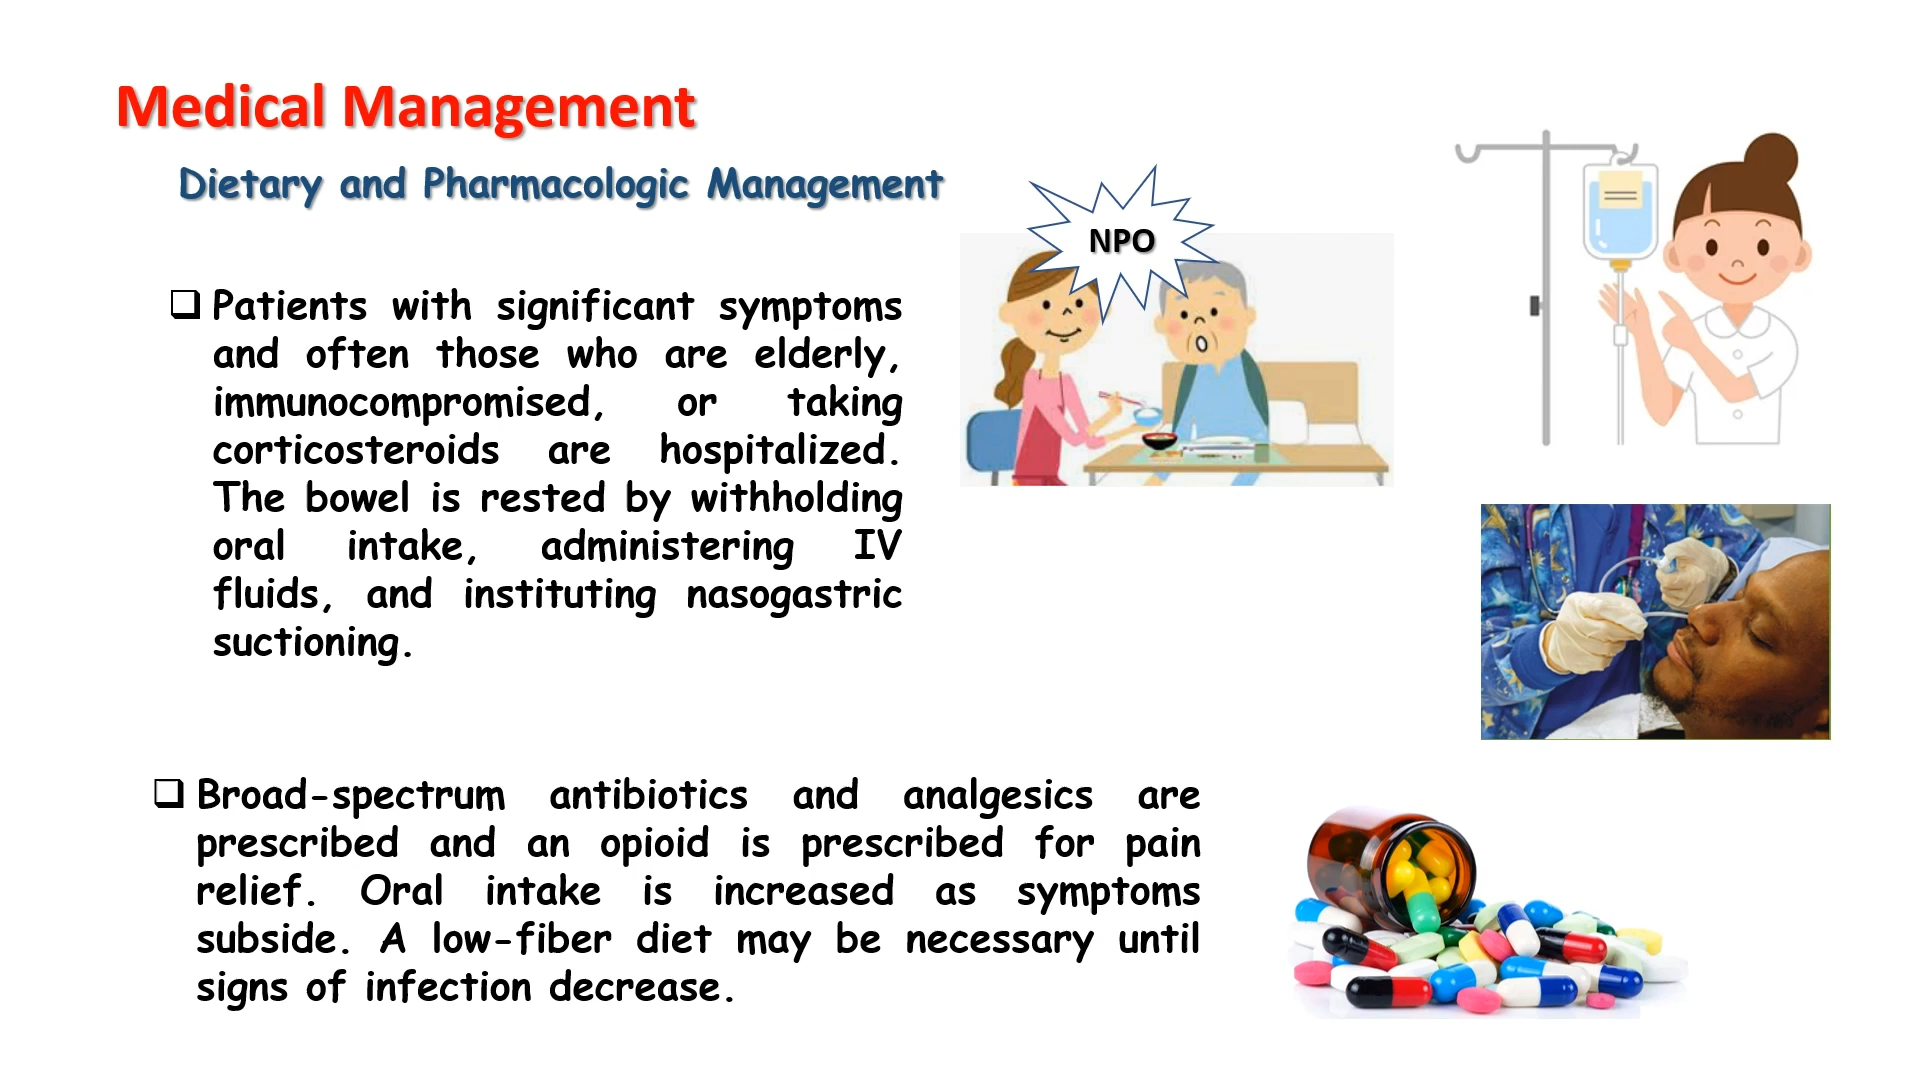 Medical Management
Dietary and Pharmacologic Management
NPO
❑ Patients with significant symptoms
and often those who are elderly,
immunocompromised, or taking
corticosteroids are hospitalized.
The bowel is rested by withholding
oral intake, administering IV
fluids, and instituting nasogastric
suctioning.
❑ Broad-spectrum antibiotics and analgesics are
prescribed and an opioid is prescribed for pain
relief. Oral intake is increased as symptoms
subside. A low-fiber diet may be necessary until
signs of infection decrease.